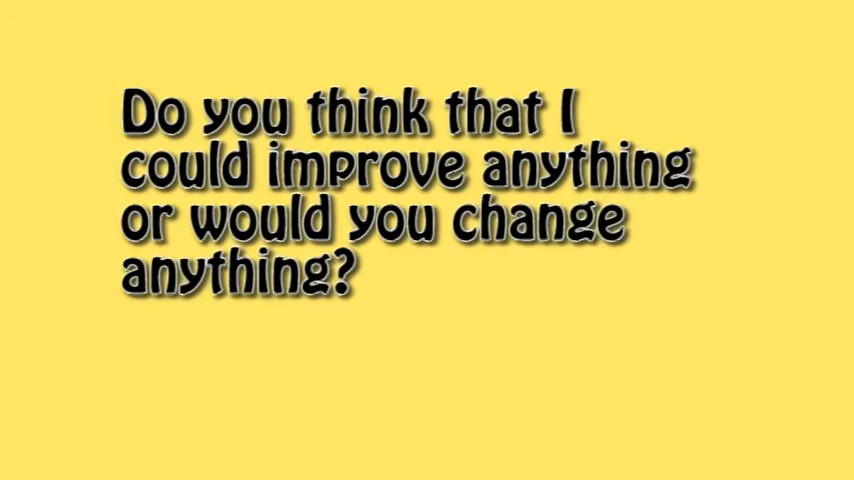 Do you think that I
could improve anything
or would you change
anything?